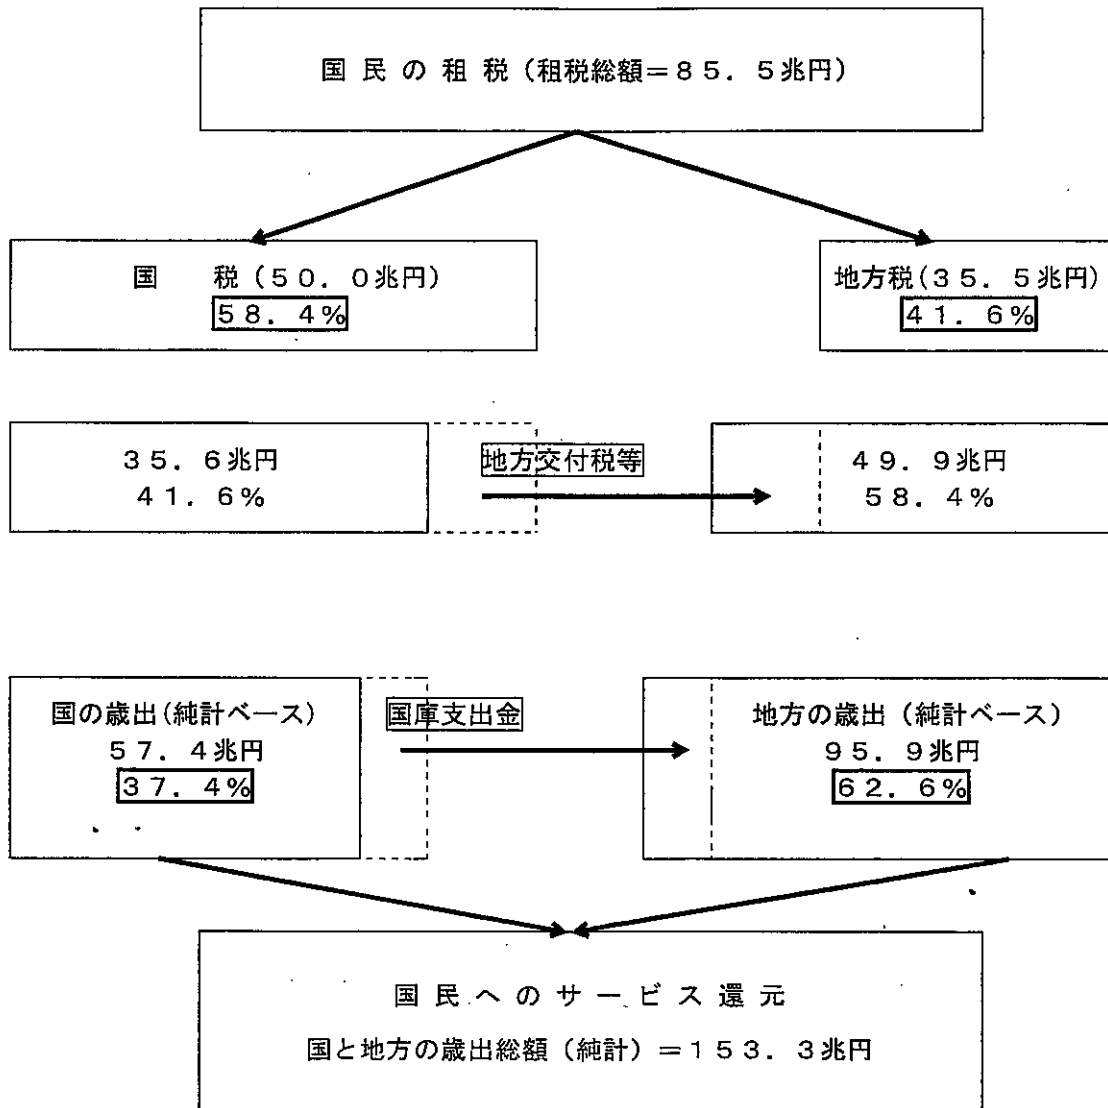 国民の租税（租税総額＝８５．５兆円）
国　税（５０．０兆円）
５８．４％
地方税（３５．５兆円）
４１．６％
３５．６兆円
４１．６％
地方交付税等
４９．９兆円
５８．４％
国の歳出（純計ベース）
５７．４兆円
３７．４％
国庫支出金
地方の歳出（純計ベース）
９５．９兆円
６２．６％
国民へのサービス還元
国と地方の歳出総額（純計）＝１５３．３兆円